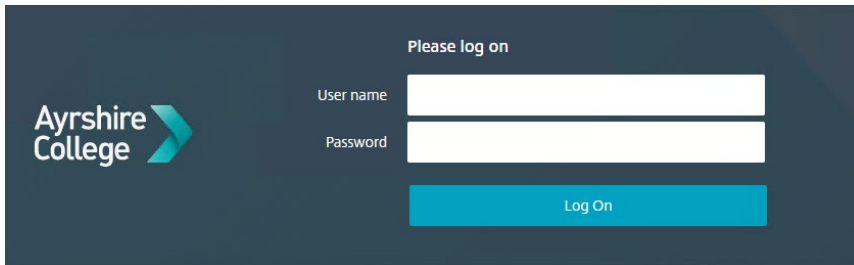 Please log on
User name
Ayrshire
College
Password
Log On